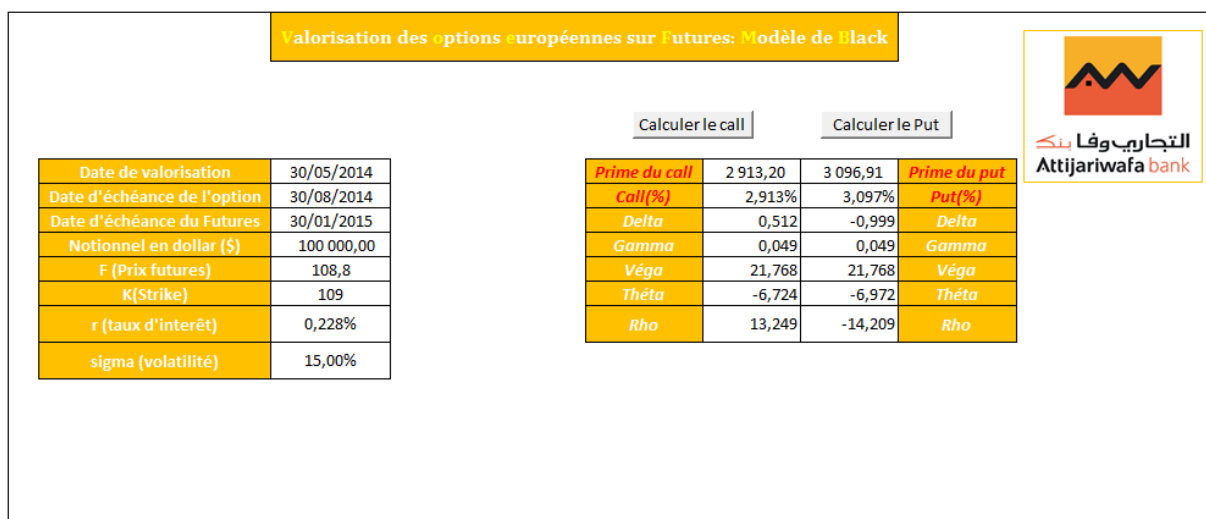 Valorisation des options européennes sur Futures: Modèle de Black
Calculer le call Calculer le Put
التجاري وفا بنك
Attijariwafa bank
Date de valorisation 30/05/2014
Date d'échéance de l'option 30/08/2014
Date d'échéance du Futures 30/01/2015
Notionnel en dollar ($) 100 000,00
F (Prix futures) 108,8
K(Strike) 109
r (taux d'interêt) 0,228%
sigma (volatilité) 15,00%
Prime du call 2 913,20 3 096,91 Prime du put
Call(%) 2,913% 3,097% Put(%)
Delta 0,512 -0,999 Delta
Gamma 0,049 0,049 Gamma
Véga 21,768 21,768 Véga
Théta -6,724 -6,972 Théta
Rho 13,249 -14,209 Rho